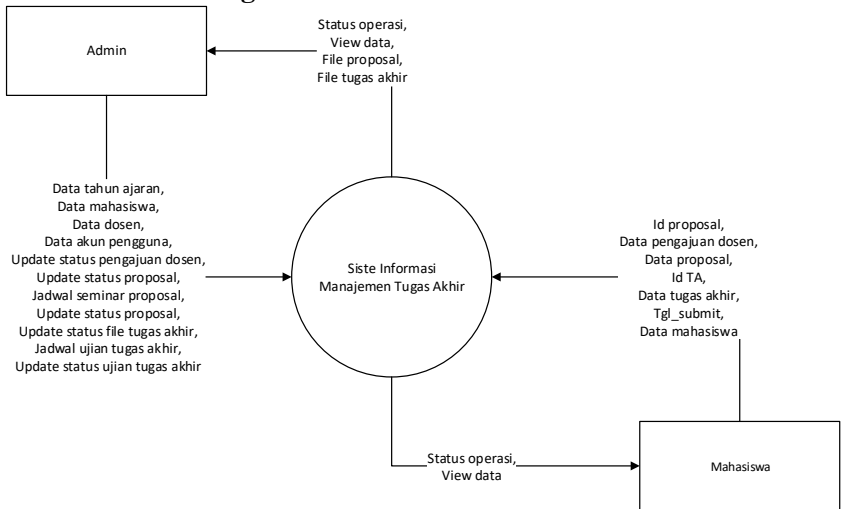 g
Admin
Status operasi,
View data,
File proposal,
File tugas akhir
Data tahun ajaran,
Data mahasiswa,
Data dosen,
Data akun pengguna,
Update status pengajuan dosen,
Update status proposal,
Jadwal seminar proposal,
Update status proposal,
Update status file tugas akhir,
Jadwal ujian tugas akhir,
Update status ujian tugas akhir
Siste Informasi
Manajemen Tugas Akhir
Id proposal,
Data pengajuan dosen,
Data proposal,
Id TA,
Data tugas akhir,
Tgl_submit,
Data mahasiswa
Status operasi,
View data
Mahasiswa